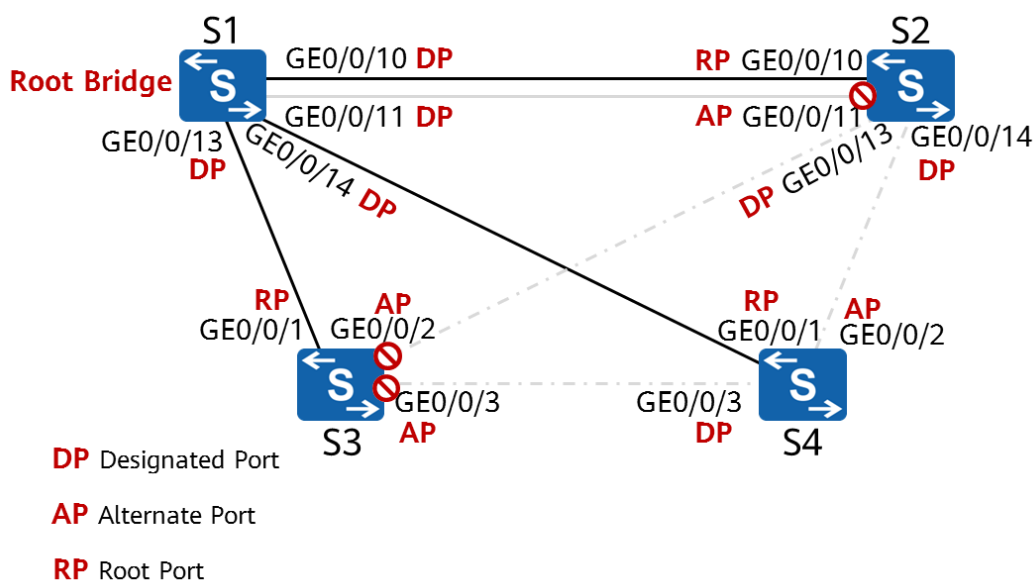 S1
S2
Root Bridge
S
GE0/0/10 DP
RP GE0/0/10
S
GE0/0/11 DP
AP GE0/0/11
GE0/0/13
DP
GE0/0/14 DP
DP GE0/0/13
GE0/0/14
DP
RP
GE0/0/1
AP
GE0/0/2
RP
GE0/0/1
AP
GE0/0/2
S
GE0/0/3
AP
GE0/0/3
DP
S
S3
S4
DP Designated Port
AP Alternate Port
RP Root Port